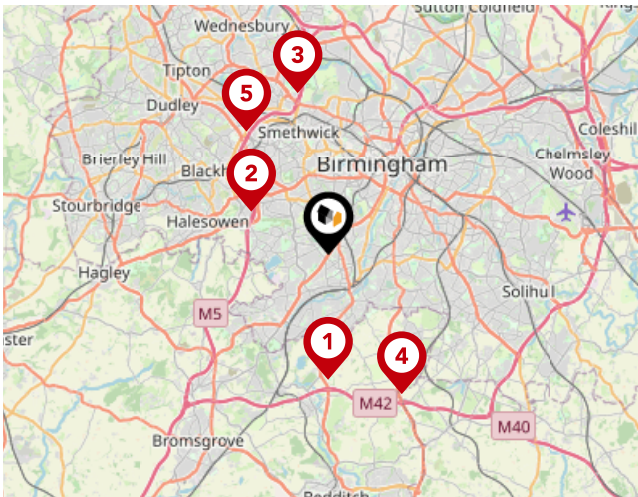 Sutton Coldfield
Wednesbury
3
Tipton
5
Dudley
Smethwick
Coleshill
Brierley Hill
2
Birmingham
Chelmsley
Wood
Stourbridge
Halesowen
Hagley
Solihull
M5
1
4
M42
M40
Bromsgrove
Redditch